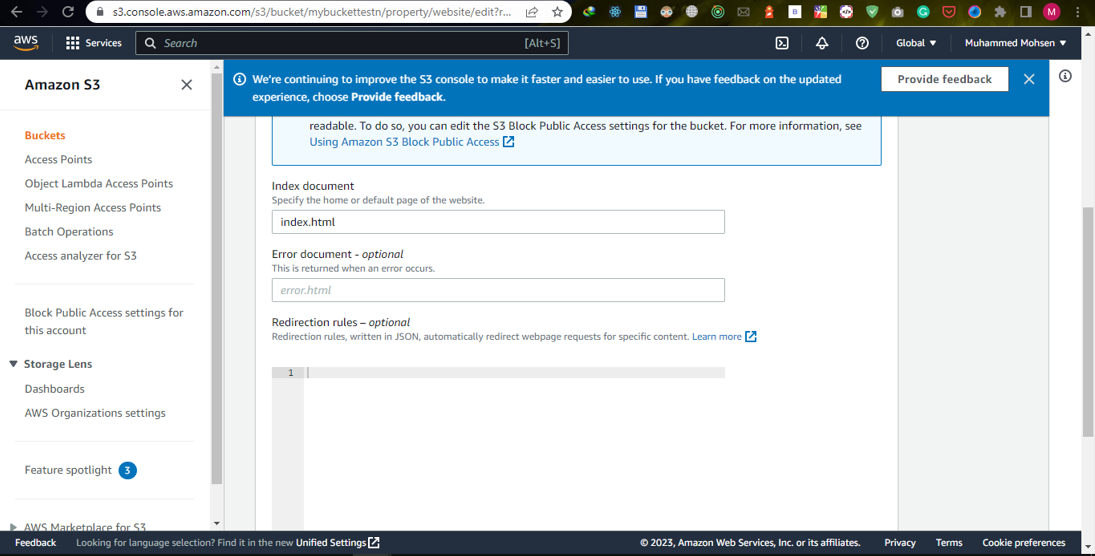 s3.console.aws.amazon.com/s3/bucket/mybuckettestn/property/website/edit?r...
M
aws
Services
Search
[Alt+S]
Global
Muhammed Mohsen
Amazon S3
We're continuing to improve the S3 console to make it faster and easier to use. If you have feedback on the updated
experience, choose Provide feedback.
Provide feedback
Buckets
Access Points
Object Lambda Access Points
Multi-Region Access Points
Batch Operations
Access analyzer for S3
Block Public Access settings for
this account
Storage Lens
Dashboards
AWS Organizations settings
Feature spotlight 3
AWS Marketplace for S3
readable. To do so, you can edit the S3 Block Public Access settings for the bucket. For more information, see
Using Amazon S3 Block Public Access
Index document
Specify the home or default page of the website.
index.html
Error document - optional
This is returned when an error occurs.
error.html
Redirection rules – optional
Redirection rules, written in JSON, automatically redirect webpage requests for specific content. Learn more
1
Feedback
Looking for language selection? Find it in the new Unified Settings
© 2023, Amazon Web Services, Inc. or its affiliates.
Privacy
Terms
Cookie preferences